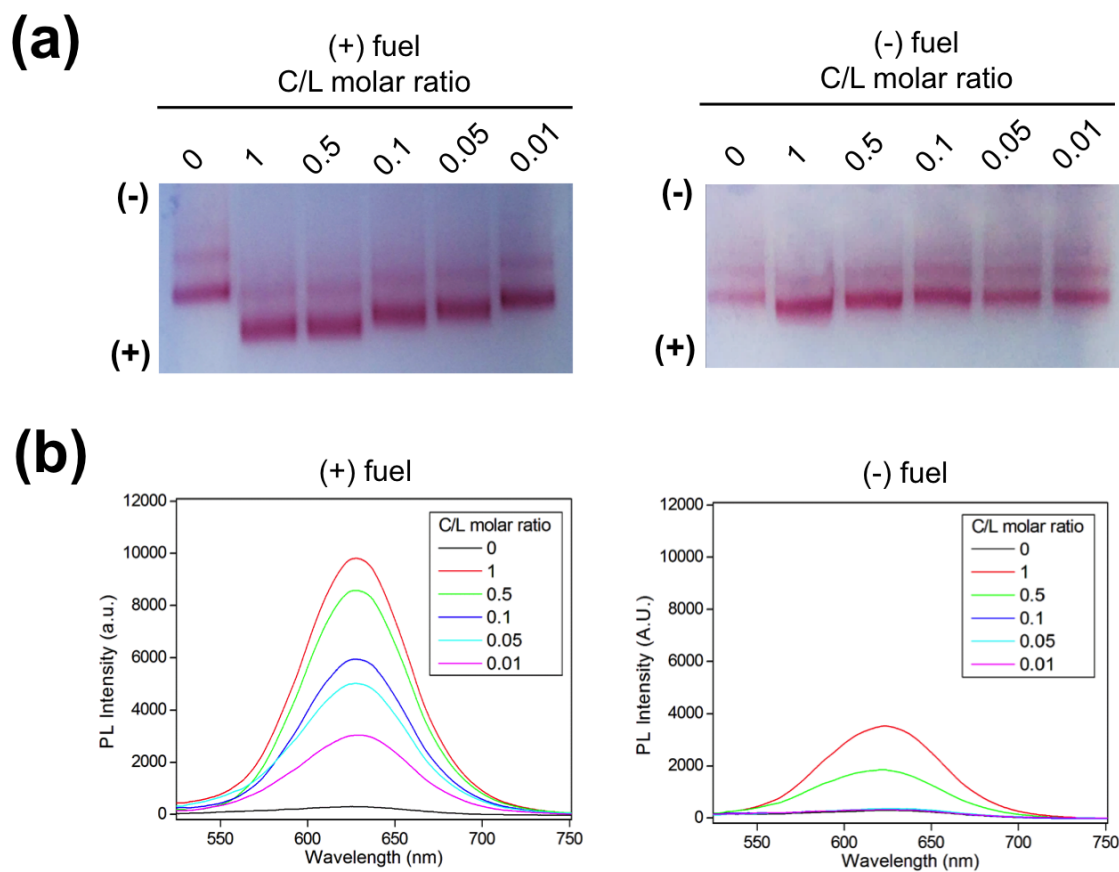 (a)
(+) fuel
C/L molar ratio
0 1 0.5 0.1 0.05 0.01
(-)
(+)
(-) fuel
C/L molar ratio
0 1 0.5 0.1 0.05 0.01
(-)
(+)
(b)
(+) fuel
12000
10000
8000
6000
4000
2000
0
PL Intensity (a.u.)
C/L molar ratio
0
1
0.5
0.1
0.05
0.01
550 600 650 700 750
Wavelength (nm)
(-) fuel
12000
10000
8000
6000
4000
2000
0
PL Intensity (A.U.)
C/L molar ratio
0
1
0.5
0.1
0.05
0.01
550 600 650 700 750
Wavelength (nm)